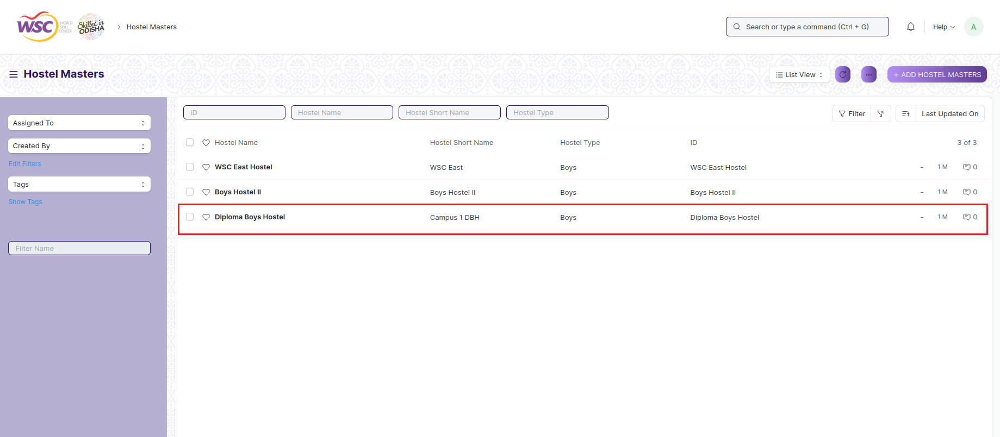 WSC WORLD SKILL CENTER Skilled in ODISHA Hostel Masters Search or type a command (Ctrl + G) Help A
Hostel Masters List View ... + ADD HOSTEL MASTERS
Assigned To
Created By
Edit Filters
Tags
Show Tags
Filter Name
ID Hostel Name Hostel Short Name Hostel Type Filter Last Updated On
Hostel Name Hostel Short Name Hostel Type ID 3 of 3
WSC East Hostel WSC East Boys WSC East Hostel - 1 M 0
Boys Hostel II Boys Hostel II Boys Boys Hostel II - 1 M 0
Diploma Boys Hostel Campus 1 DBH Boys Diploma Boys Hostel - 1 M 0